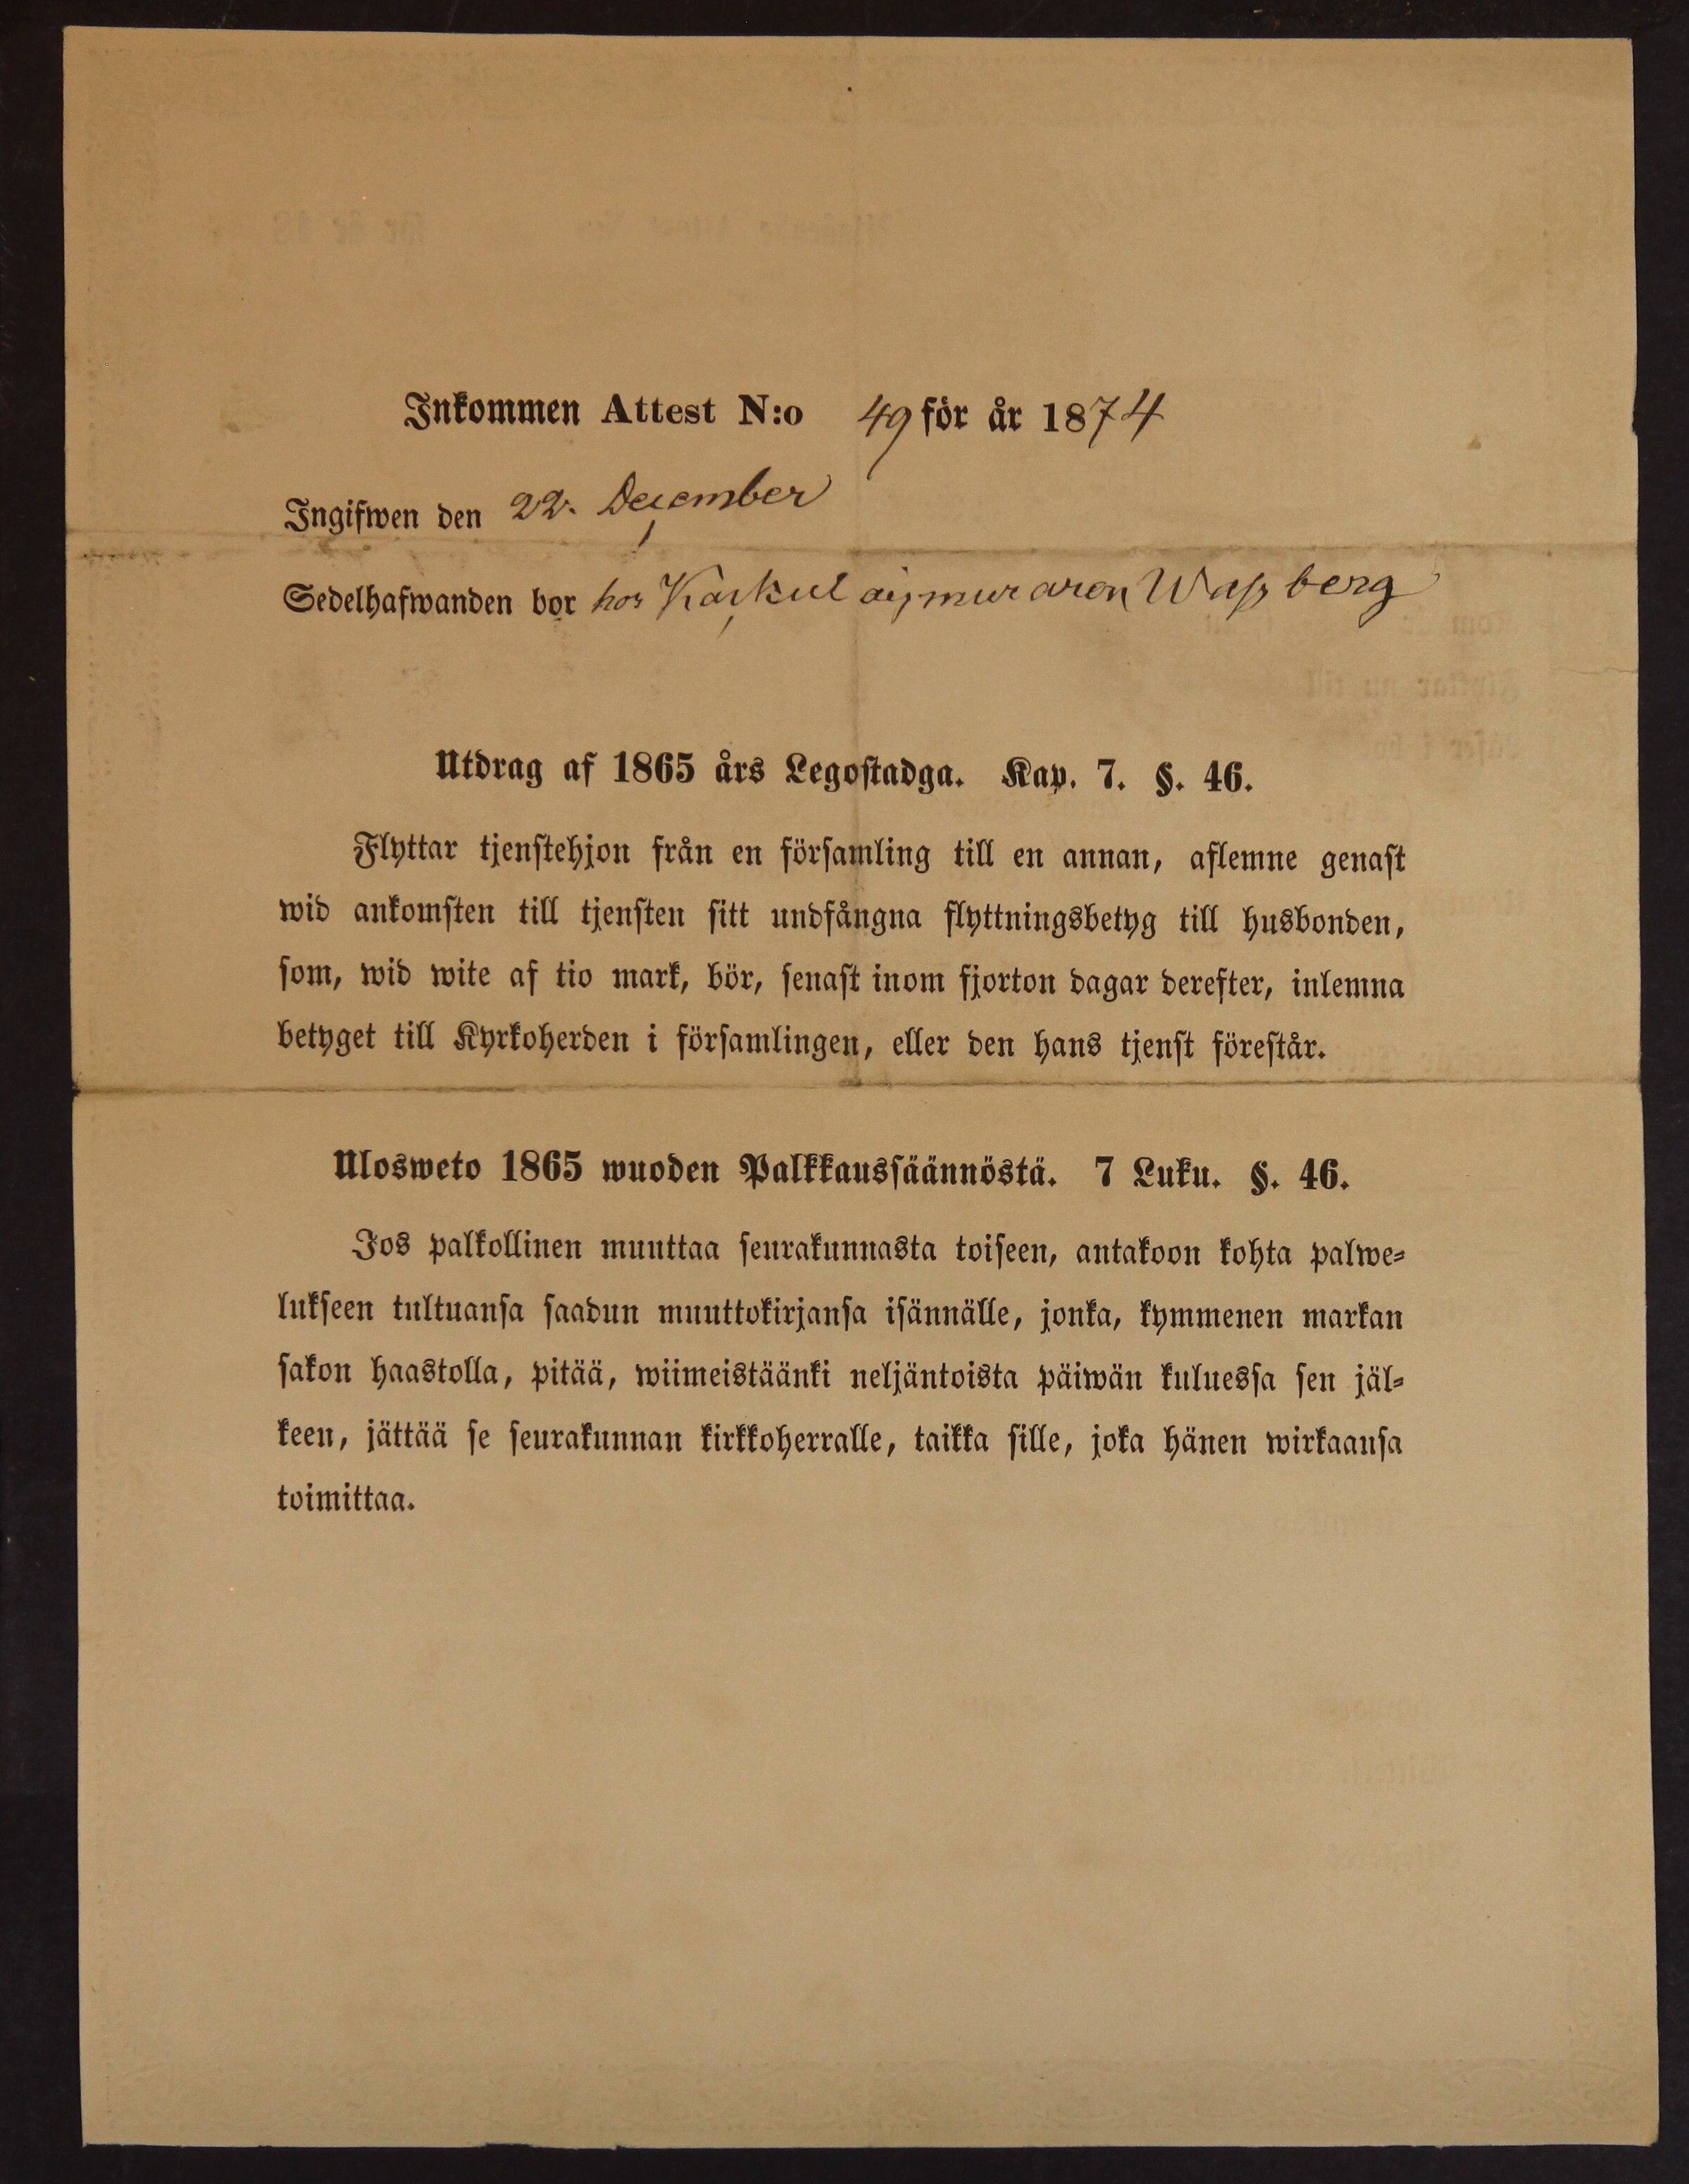 Inkommen Attest N:o 49 för år 1874
Ingifwen den 22. December
Sedelhafwanden bor hos muraren Wassberg
Utdrag af 1865 års Legostadga. Kap. 7. §. 46.
Flyttar tjenstehjon från en församling till en annan, aflemne genast
wid ankomsten till tjensten sitt undfångna flyttningsbetyg till husbonden,
som, wid wite af tio mark, bör, senast inom fjorton dagar derefter, inlemna
betyget till Kyrkoherden i församlingen, eller den hans tjenst förestår.
Ulosweto 1865 wuoden Palkkaussäännöstä. 7 Luku. §. 46.
Jos palkollinen muuttaa seurakunnasta toiseen, antakoon kohta palwe-
lukseen tultuansa saadun muuttokirjansa isännälle, jonka, kymmenen markan
sakon haastolla, pitää, wiimeistäänki neljäntoista päiwän kuluessa sen jäl-
keen, jättää se seurakunnan kirkkoherralle, taikka sille, joka hänen wirkaansa
toimittaa.